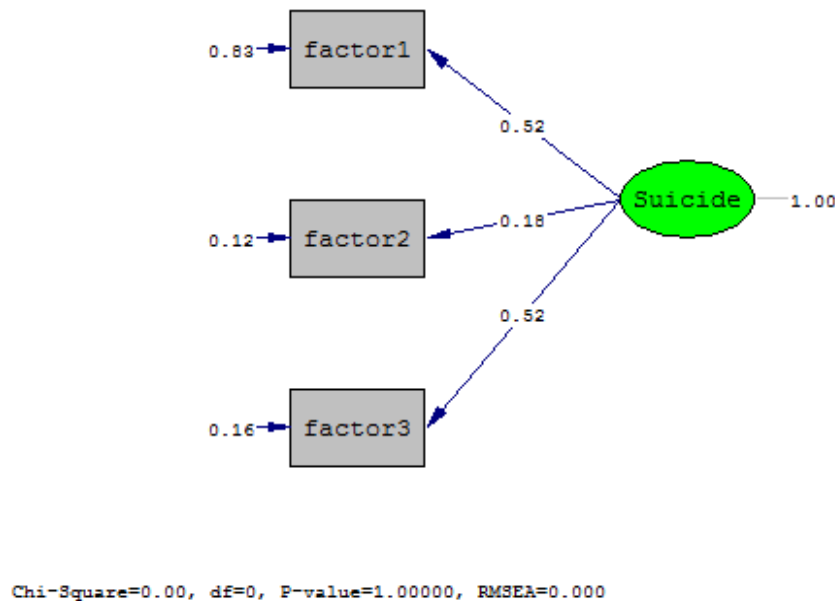 0.83 factor1
0.52
Suicide 1.00
0.12 factor2 0.18
0.52
0.16 factor3
Chi-Square=0.00, df=0, P-value=1.00000, RMSEA=0.000